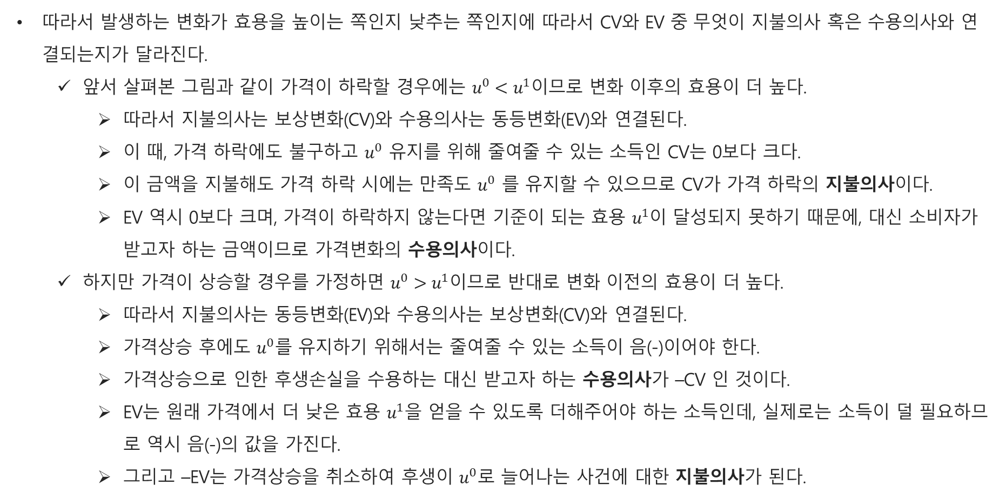 • 따라서 발생하는 변화가 효용을 높이는 쪽인지 낮추는 쪽인지에 따라서 CV와 EV 중 무엇이 지불의사 혹은 수용의사와 연
결되는지가 달라진다.
✓ 앞서 살펴본 그림과 같이 가격이 하락할 경우에는 u⁰ < u¹이므로 변화 이후의 효용이 더 높다.
➢ 따라서 지불의사는 보상변화(CV)와 수용의사는 동등변화(EV)와 연결된다.
➢ 이 때, 가격 하락에도 불구하고 u⁰ 유지를 위해 줄여줄 수 있는 소득인 CV는 0보다 크다.
➢ 이 금액을 지불해도 가격 하락 시에는 만족도 u⁰ 를 유지할 수 있으므로 CV가 가격 하락의 지불의사이다.
➢ EV 역시 0보다 크며, 가격이 하락하지 않는다면 기준이 되는 효용 u¹이 달성되지 못하기 때문에, 대신 소비자가
받고자 하는 금액이므로 가격변화의 수용의사이다.
✓ 하지만 가격이 상승할 경우를 가정하면 u⁰ > u¹이므로 반대로 변화 이전의 효용이 더 높다.
➢ 따라서 지불의사는 동등변화(EV)와 수용의사는 보상변화(CV)와 연결된다.
➢ 가격상승 후에도 u⁰를 유지하기 위해서는 줄여줄 수 있는 소득이 음(-)이어야 한다.
➢ 가격상승으로 인한 후생손실을 수용하는 대신 받고자 하는 수용의사가 –CV 인 것이다.
➢ EV는 원래 가격에서 더 낮은 효용 u¹을 얻을 수 있도록 더해주어야 하는 소득인데, 실제로는 소득이 덜 필요하므
로 역시 음(-)의 값을 가진다.
➢ 그리고 –EV는 가격상승을 취소하여 후생이 u⁰로 늘어나는 사건에 대한 지불의사가 된다.